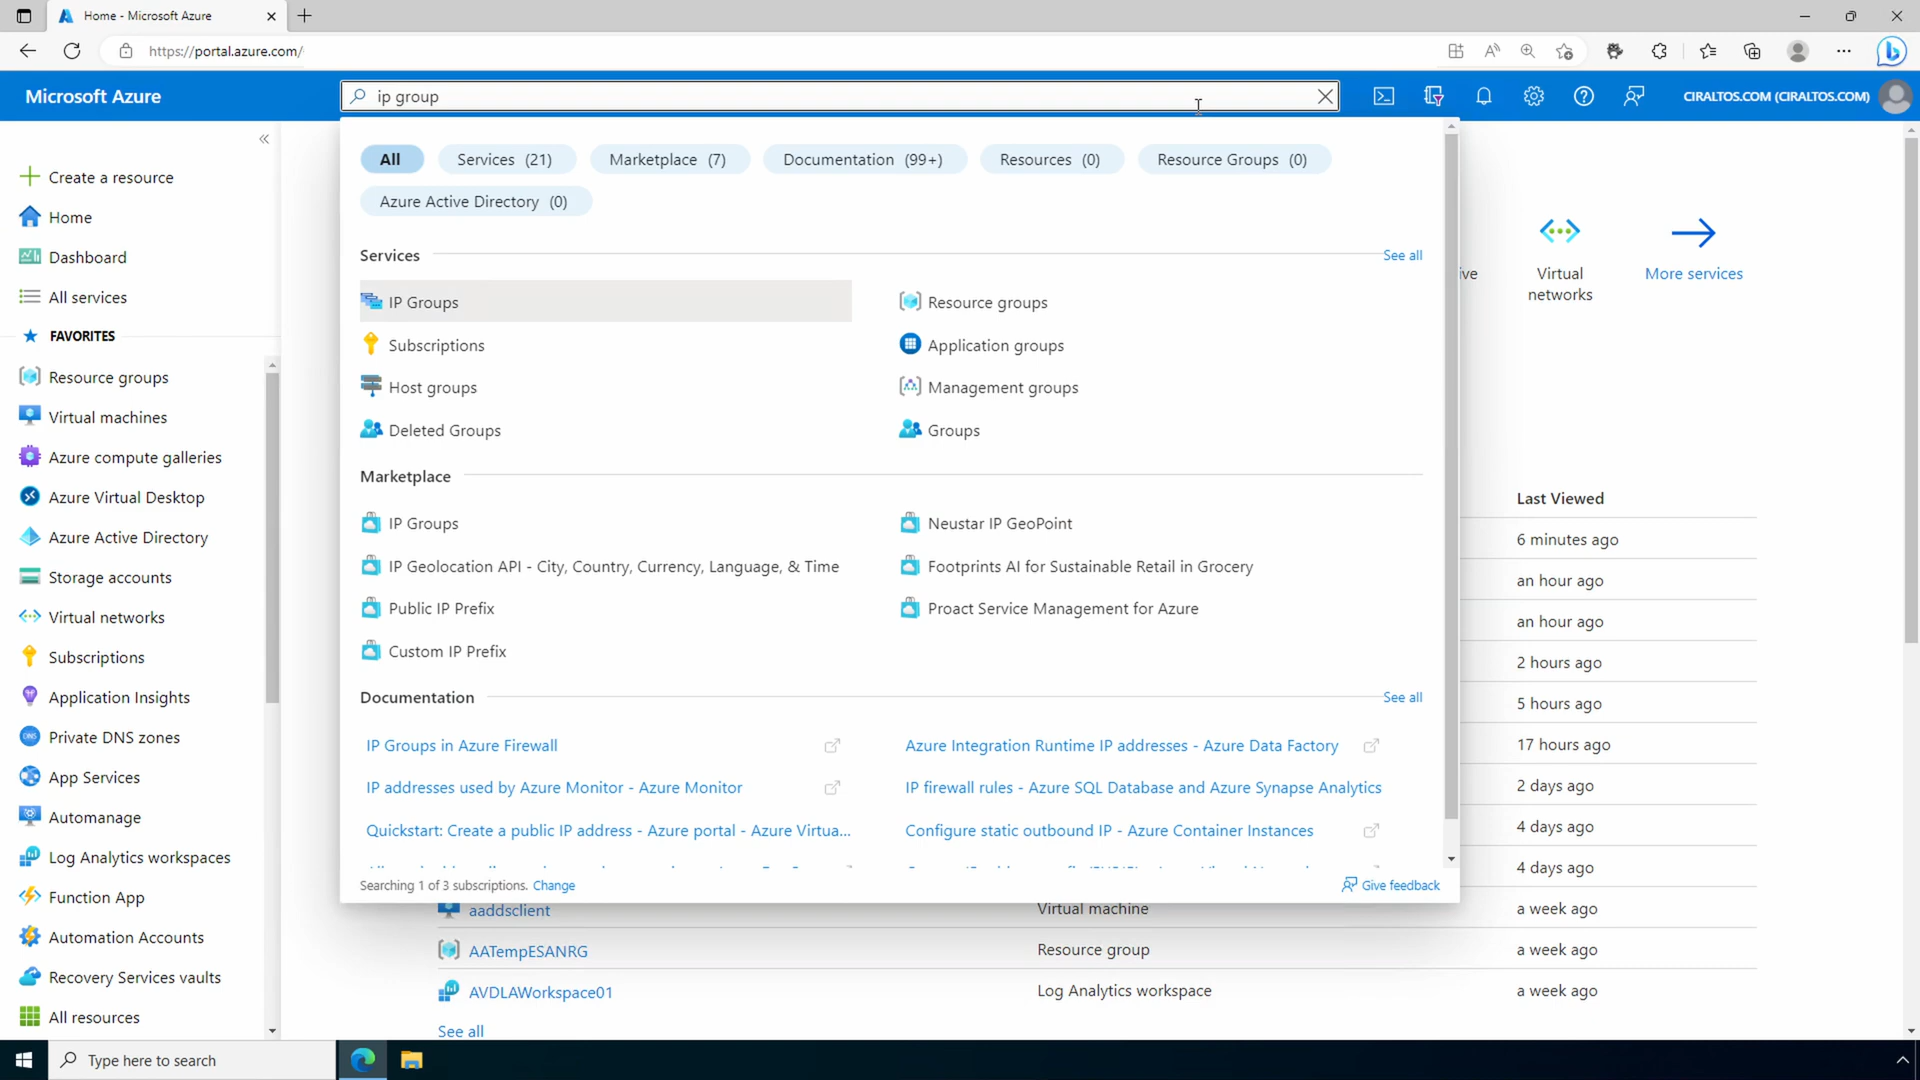 Home - Microsoft Azure
https://portal.azure.com/
Microsoft Azure
ip group
CIRALTOS.COM (CIRALTOS.COM)
Create a resource
Home
Dashboard
All services
FAVORITES
Resource groups
Virtual machines
Azure compute galleries
Azure Virtual Desktop
Azure Active Directory
Storage accounts
Virtual networks
Subscriptions
Application Insights
Private DNS zones
App Services
Automanage
Log Analytics workspaces
Function App
Automation Accounts
Recovery Services vaults
All resources
All
Services (21)
Marketplace (7)
Documentation (99+)
Resources (0)
Resource Groups (0)
Azure Active Directory (0)
Services
See all
IP Groups
Resource groups
Subscriptions
Application groups
Host groups
Management groups
Deleted Groups
Groups
Marketplace
IP Groups
Neustar IP GeoPoint
IP Geolocation API - City, Country, Currency, Language, & Time
Footprints AI for Sustainable Retail in Grocery
Public IP Prefix
Proact Service Management for Azure
Custom IP Prefix
Documentation
See all
IP Groups in Azure Firewall
Azure Integration Runtime IP addresses - Azure Data Factory
IP addresses used by Azure Monitor - Azure Monitor
IP firewall rules - Azure SQL Database and Azure Synapse Analytics
Quickstart: Create a public IP address - Azure portal - Azure Virtua...
Configure static outbound IP - Azure Container Instances
Searching 1 of 3 subscriptions. Change
Give feedback
ive
Virtual
networks
More services
Last Viewed
6 minutes ago
an hour ago
an hour ago
2 hours ago
5 hours ago
17 hours ago
2 days ago
4 days ago
4 days ago
aaddsclient
Virtual machine
a week ago
AATempESANRG
Resource group
a week ago
AVDLAWorkspace01
Log Analytics workspace
a week ago
See all
Type here to search